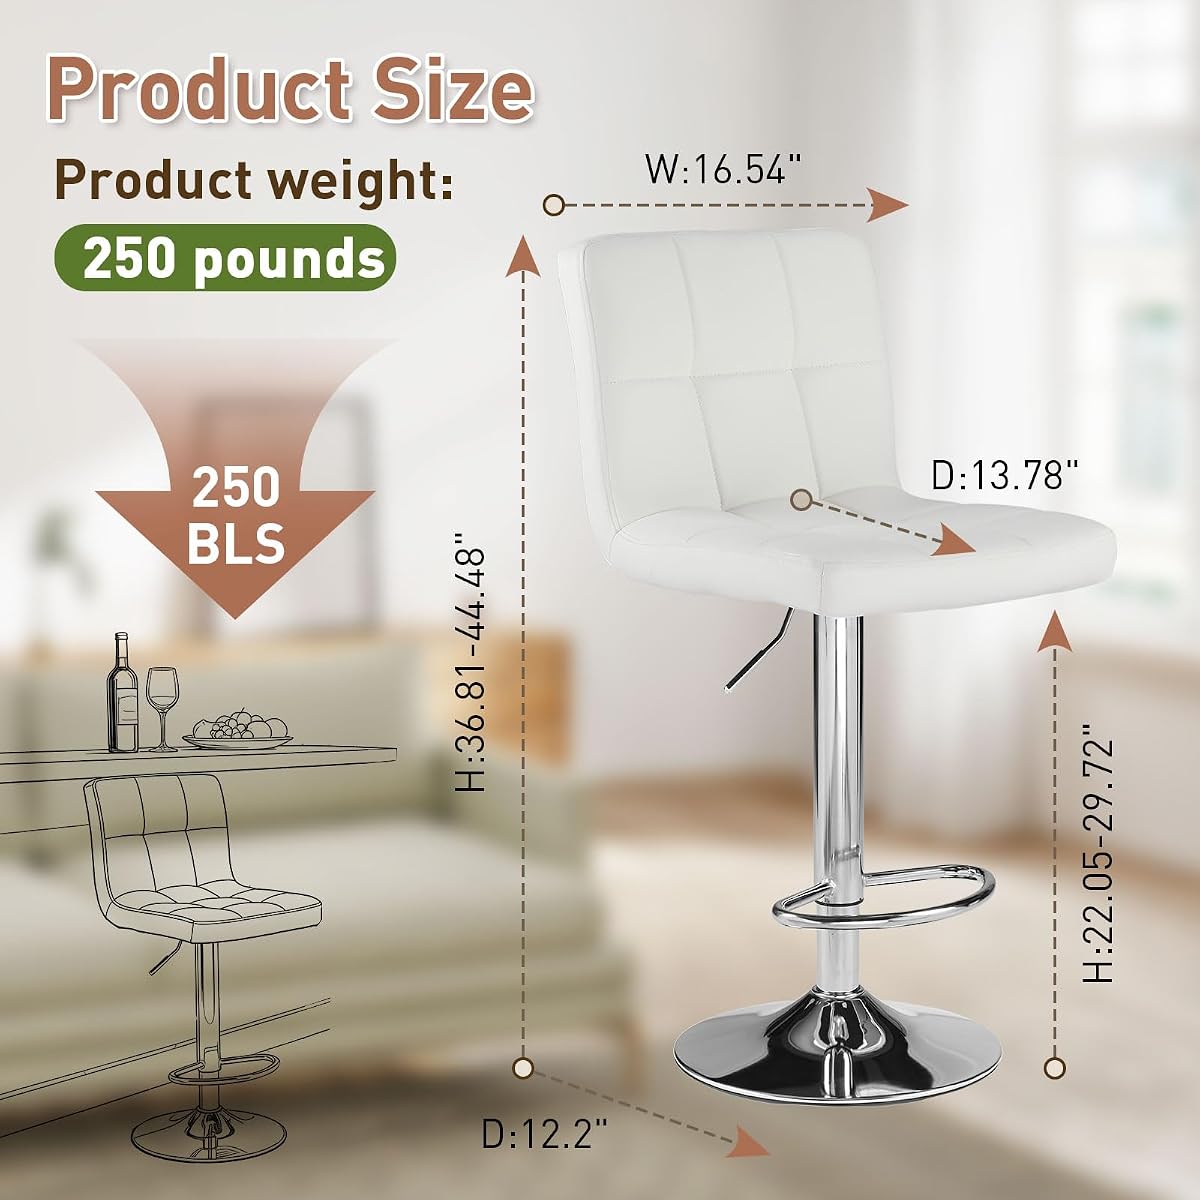 Product Size
Product weight:
250 pounds
250
BLS
W:16.54"
D:13.78"
H:36.81-44.48"
H:22.05-29.72"
D:12.2"